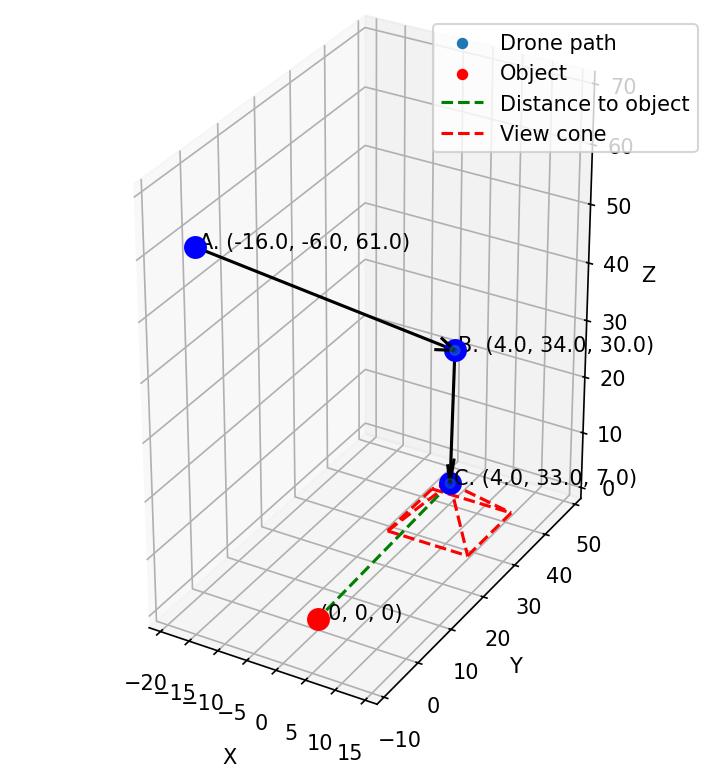 Drone path
Object
Distance to object
View cone
A. (-16.0, -6.0, 61.0)
B. (4.0, 34.0, 30.0)
C. (4.0, 33.0, 7.0)
(0, 0, 0)
70
60
50
40
30
20
10
0
Z
50
40
30
20
10
0
−10
Y
−20
−15
−10
−5
0
5
10
15
X